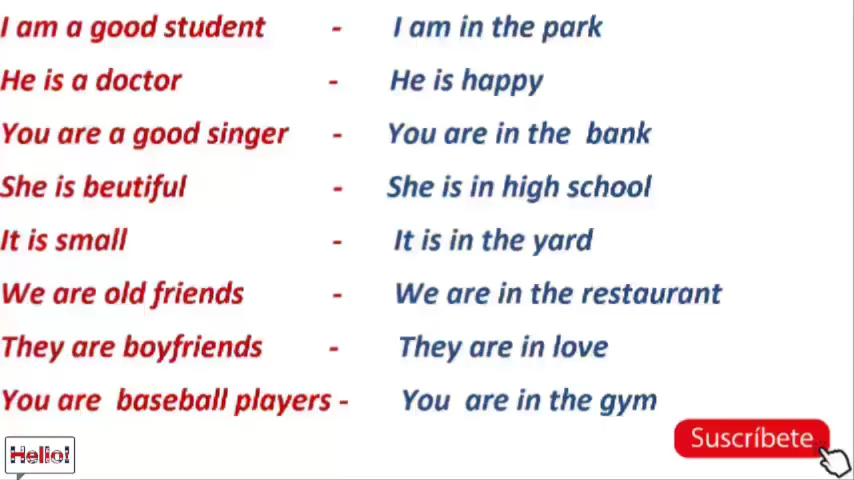 I am a good student - I am in the park
He is a doctor - He is happy
You are a good singer - You are in the bank
She is beutiful - She is in high school
It is small - It is in the yard
We are old friends - We are in the restaurant
They are boyfriends - They are in love
You are baseball players - You are in the gym
Suscríbete
Hello!